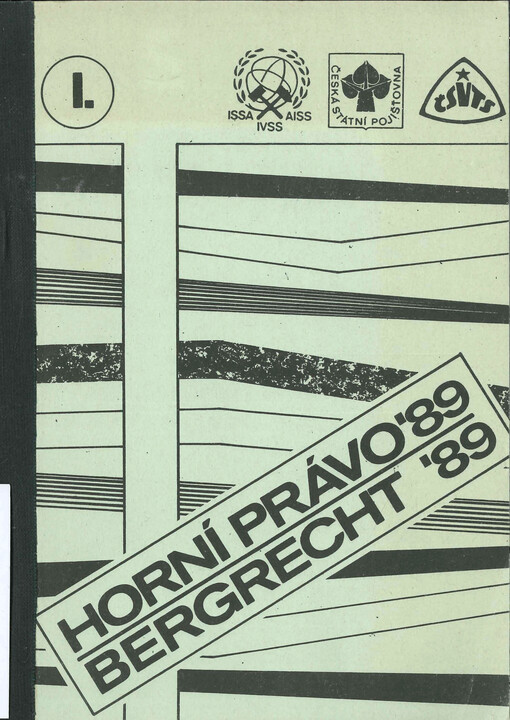 I.
ISSA AISS
IVSS
ČESKÁ STÁTNÍ POJIŠŤOVNA
ČSVTS
HORNÍ PRÁVO '89
BERGRECHT '89